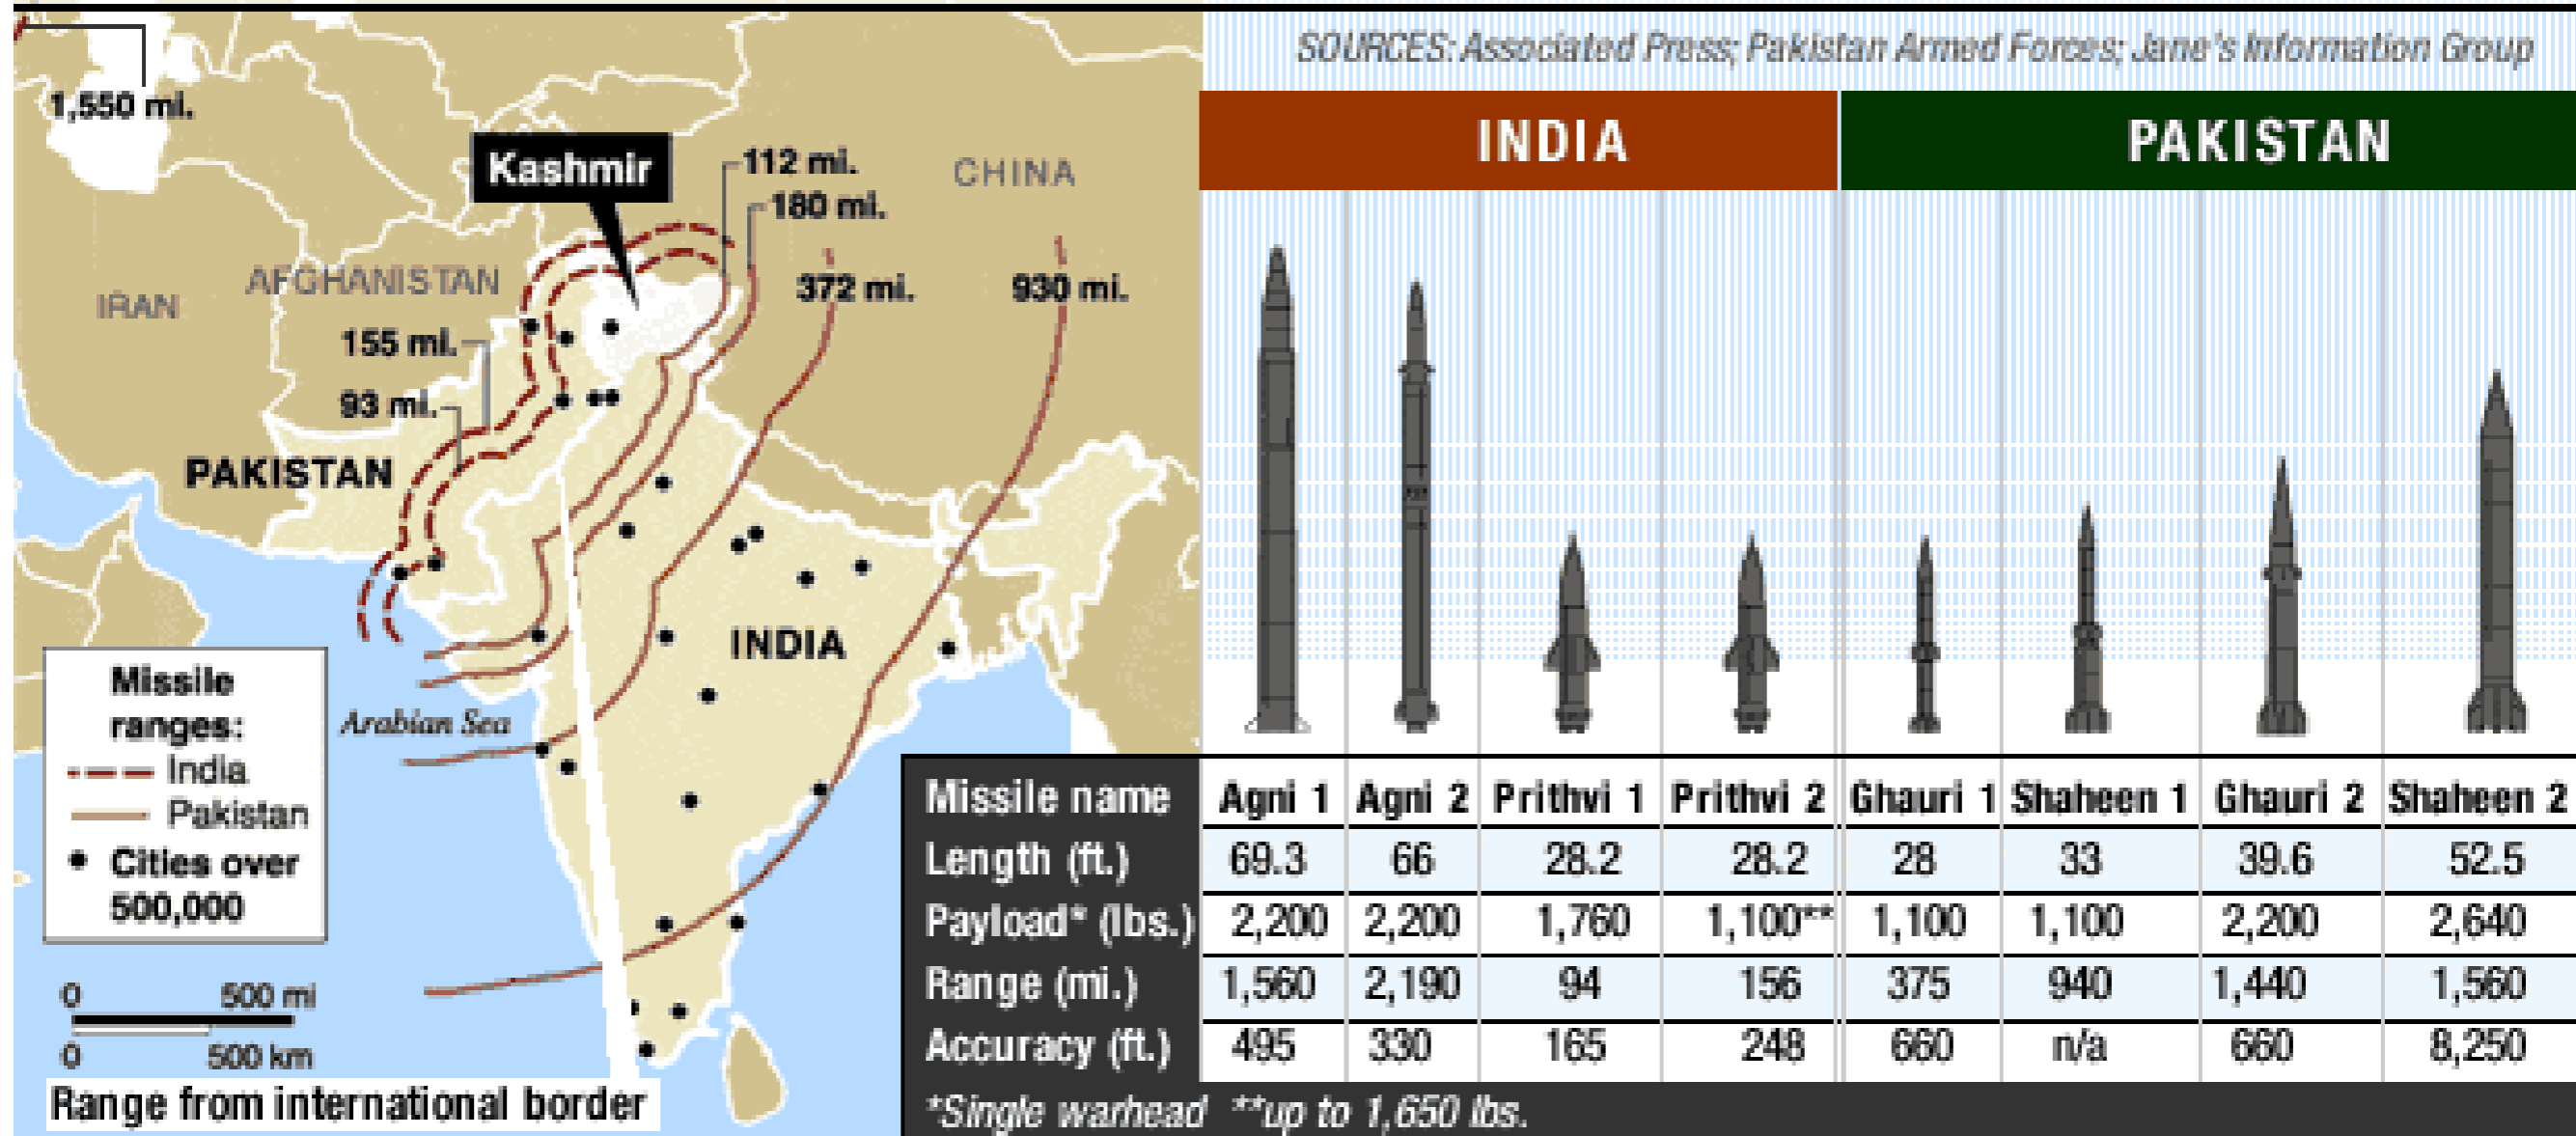 SOURCES: Associated Press; Pakistan Armed Forces; Jane's Information Group
INDIA
PAKISTAN
1,550 mi.
Kashmir
112 mi.
180 mi.
CHINA
AFGHANISTAN
IRAN
372 mi.
930 mi.
155 mi.
93 mi.
PAKISTAN
INDIA
Arabian Sea
Missile
ranges:
India
Pakistan
Cities over
500,000
0 500 mi
0 500 km
Range from international border
Missile name Agni 1 Agni 2 Prithvi 1 Prithvi 2 Ghauri 1 Shaheen 1 Ghauri 2 Shaheen 2
Length (ft.) 69.3 66 28.2 28.2 28 33 39.6 52.5
Payload* (lbs.) 2,200 2,200 1,760 1,100** 1,100 1,100 2,200 2,640
Range (mi.) 1,560 2,190 94 156 375 940 1,440 1,560
Accuracy (ft.) 495 330 165 248 660 n/a 660 8,250
*Single warhead **up to 1,650 lbs.